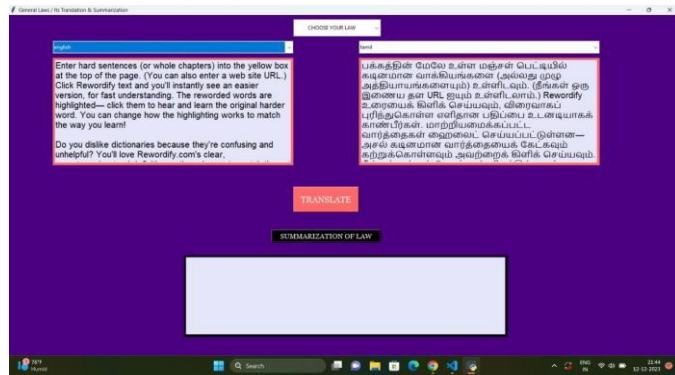 General Laws / Its Translation & Summarization
CHOOSE YOUR LAW
english
Enter hard sentences (or whole chapters) into the yellow box
at the top of the page. (You can also enter a web site URL.)
Click Rewordify text and you'll instantly see an easier
version, for fast understanding. The reworded words are
highlighted— click them to hear and learn the original harder
word. You can change how the highlighting works to match
the way you learn!
Do you dislike dictionaries because they're confusing and
unhelpful? You'll love Rewordify.com's clear,
tamil
பக்கத்தின் மேலே உள்ள மஞ்சள் பெட்டியில்
கடினமான வாக்கியங்களை (அல்லது முழு
அத்தியாயங்களையும்) உள்ளிடவும். (நீங்கள் ஒரு
இணைய தள URL ஐயும் உள்ளிடலாம்.) Rewordify
உரையைக் கிளிக் செய்யவும், விரைவாகப்
புரிந்துகொள்ள எளிதான பதிப்பை உடனடியாகக்
காண்பீர்கள். மாற்றியமைக்கப்பட்ட
வார்த்தைகள் ஹைலைட் செய்யப்பட்டுள்ளன—
அசல் கடினமான வார்த்தையைக் கேட்கவும்
கற்றுக்கொள்ளவும் அவற்றைக் கிளிக் செய்யவும்.
TRANSLATE
SUMMARIZATION OF LAW
76°F
Humid
Search
ENG
IN
21:44
12-12-2023